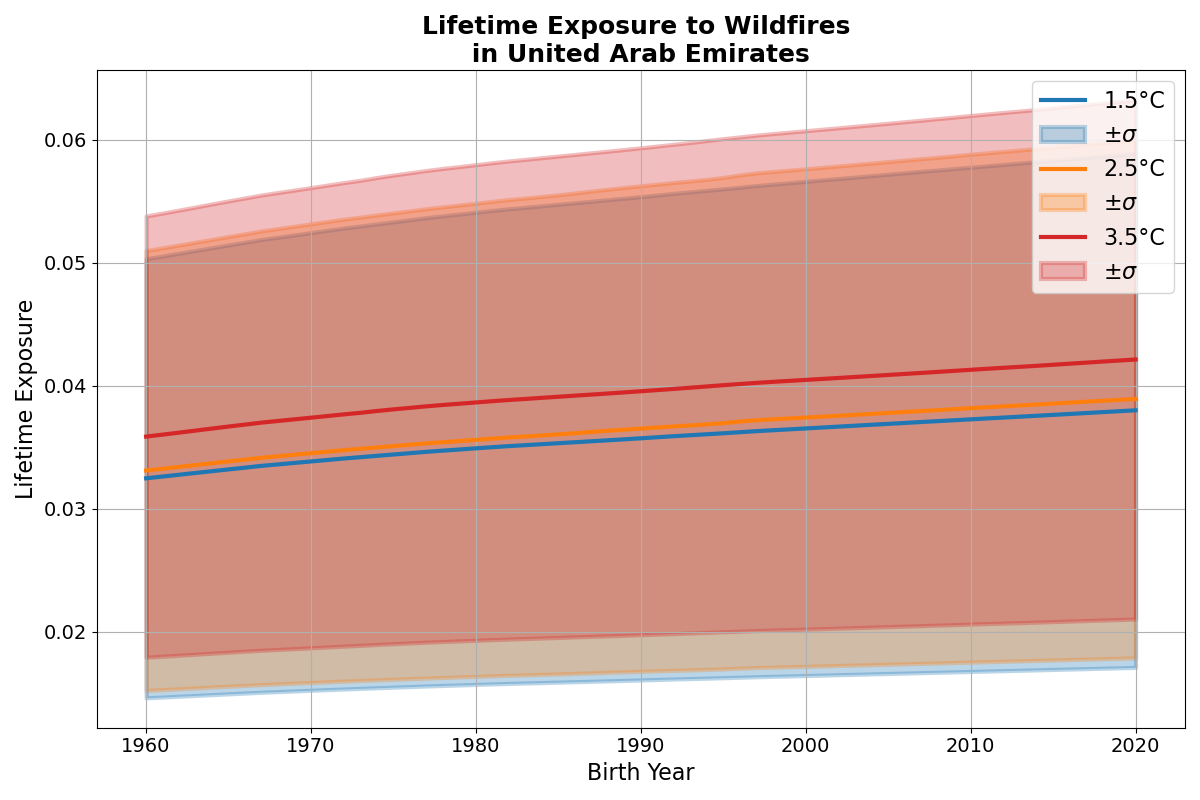 Lifetime Exposure to Wildfires
in United Arab Emirates
1.5°C
±σ
2.5°C
±σ
3.5°C
±σ
Lifetime Exposure
0.06
0.05
0.04
0.03
0.02
1960 1970 1980 1990 2000 2010 2020
Birth Year